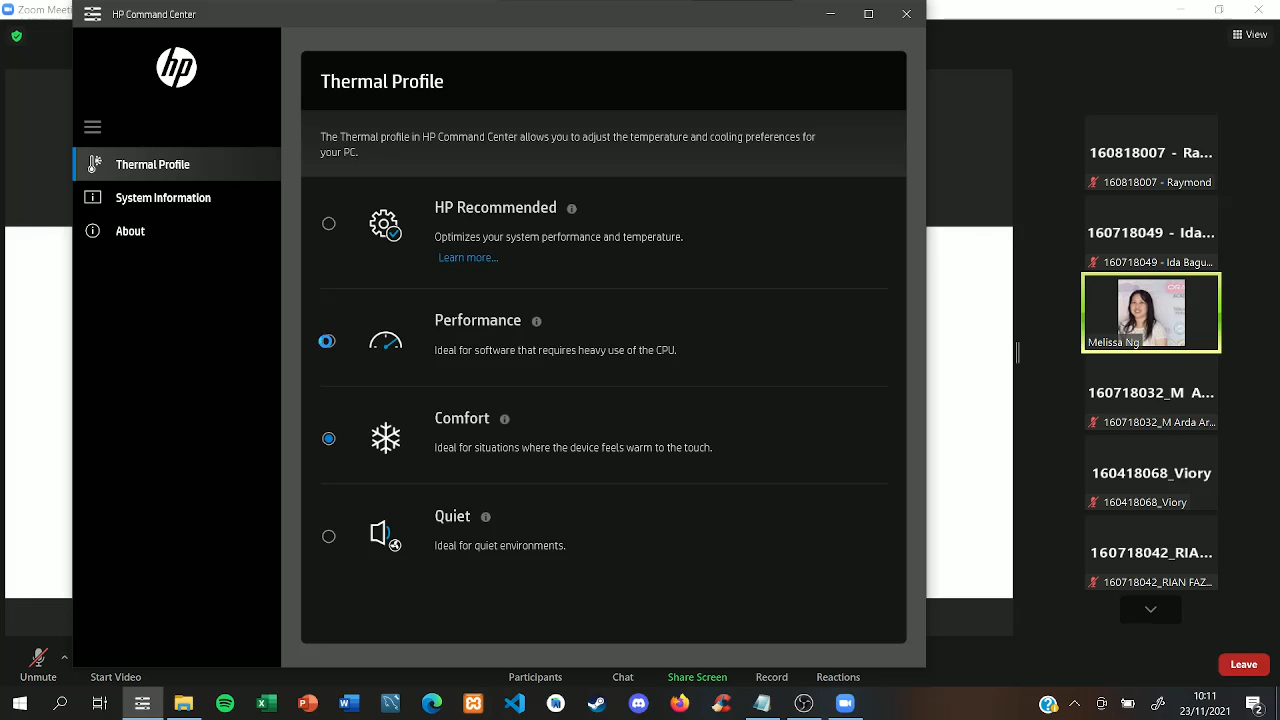 Zoom Meeti
HP Command Center
View
hp
Thermal Profile
System Information
About
Thermal Profile
The Thermal profile in HP Command Center allows you to adjust the temperature and cooling preferences for
your PC.
HP Recommended
Optimizes your system performance and temperature.
Learn more...
Performance
Ideal for software that requires heavy use of the CPU.
Comfort
Ideal for situations where the device feels warm to the touch.
Quiet
Ideal for quiet environments.
160818007 - Ra...
160818007 - Raymond
160718049 - Ida...
160718049 - Ida Bagu...
Melissa Ng
160718032_M A...
160718032_M Arda Ar...
160418068_Viory
160418068_Viory
160718042_RIA...
160718042_RIAN FAZ...
Unmute
Start Video
Participants
Chat
Share Screen
Record
Reactions
Leave
10:11
23/11/2021